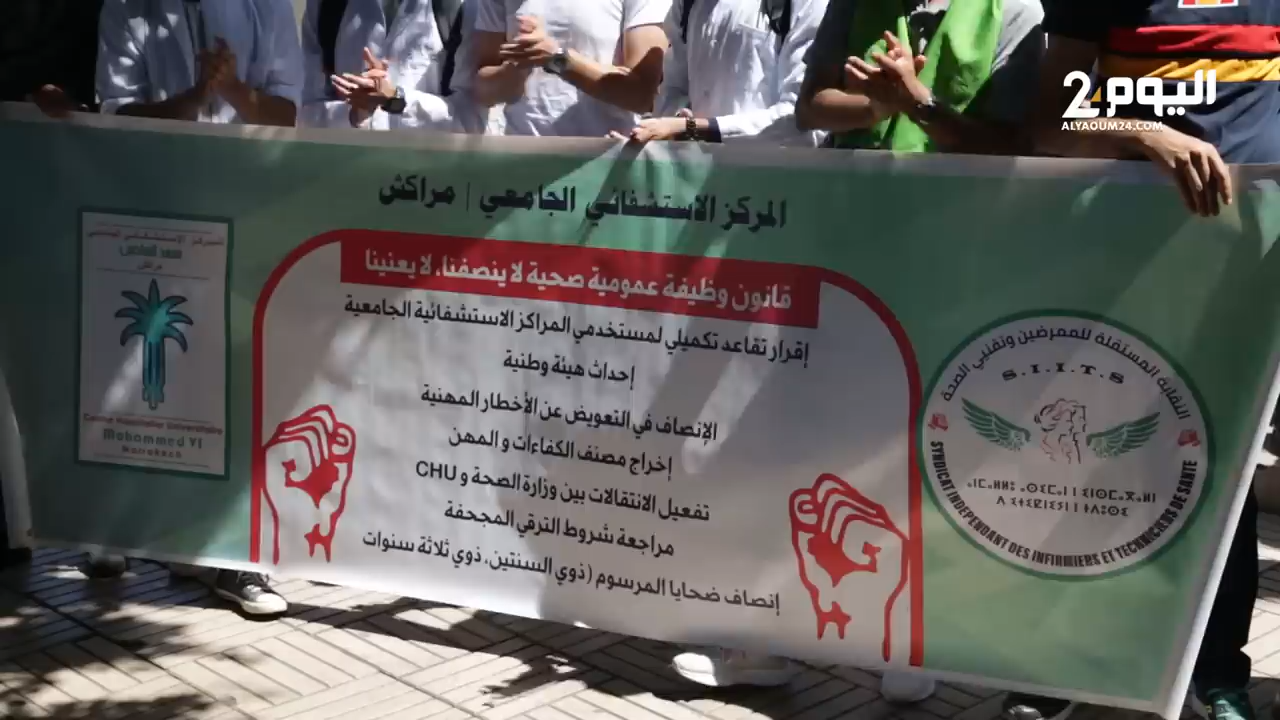 اليوم 24
ALYAOUM24.COM
المركز الاستشفائي الجامعي | مراكش
قانون وظيفة عمومية صحية لا ينصفنا، لا يعنينا
إقرار تقاعد تكميلي لمستخدمي المراكز الاستشفائية الجامعية
إحداث هيئة وطنية
الإنصاف في التعويض عن الأخطار المهنية
إخراج مصنف الكفاءات و المهن
تفعيل الانتقالات بين وزارة الصحة و CHU
مراجعة شروط الترقي المجحفة
إنصاف ضحايا المرسوم (ذوي السنتين، ذوي ثلاثة سنوات
محمد السادس
مراكش
Centre Hospitalier Universitaire
Mohammed VI
Marrakech
النقابة المستقلة للممرضين وتقنيي الصحة
S.I.I.T.S
SYNDICAT INDEPENDANT DES INFIRMIERS ET TECHNICIENS DE SANTE